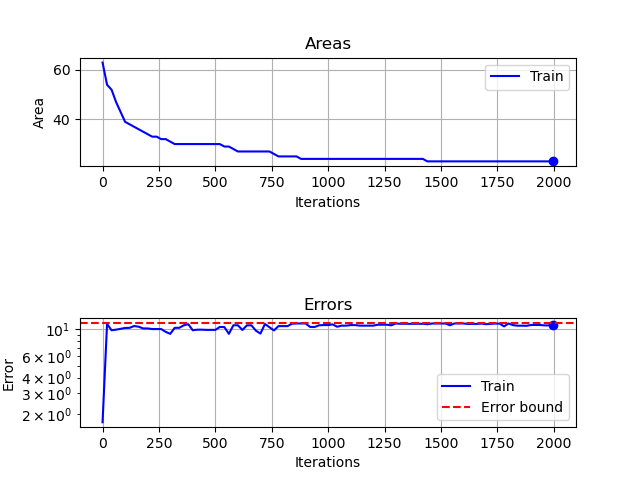 Areas
60
40
Area
Train
0 250 500 750 1000 1250 1500 1750 2000
Iterations
Errors
10¹
6 × 10⁰
4 × 10⁰
3 × 10⁰
2 × 10⁰
Error
Train
Error bound
0 250 500 750 1000 1250 1500 1750 2000
Iterations